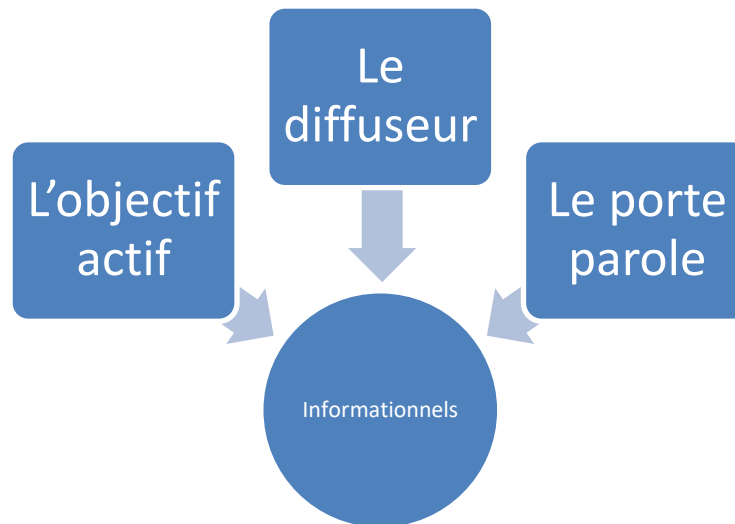 L’objectif
actif
Le
diffuseur
Le porte
parole
Informationnels